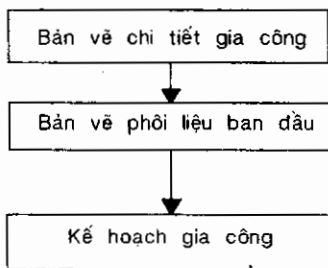 Bản vẽ chi tiết gia công
Bản vẽ phôi liệu ban đầu
Kế hoạch gia công